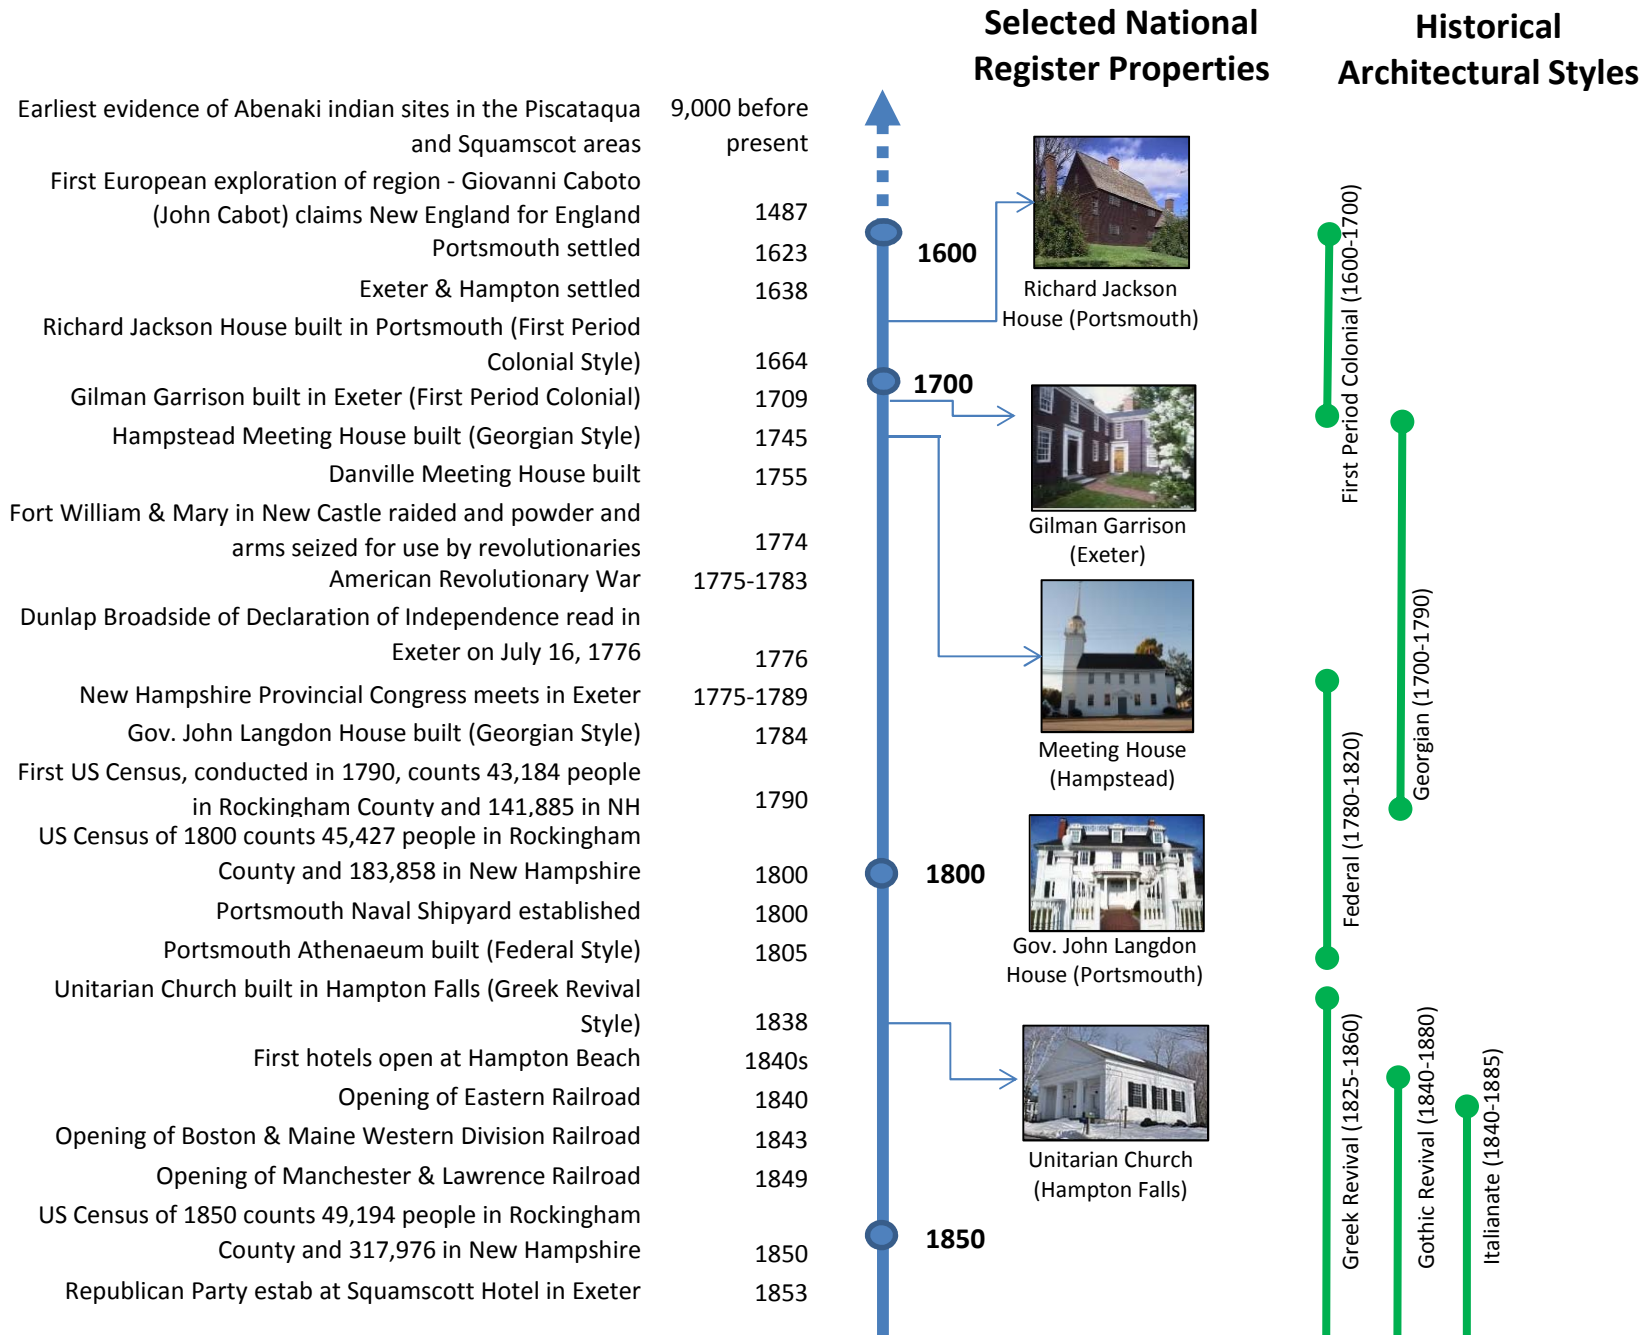 Selected National
Register Properties
Historical
Architectural Styles
Earliest evidence of Abenaki indian sites in the Piscataqua
and Squamscot areas
9,000 before
present
First European exploration of region - Giovanni Caboto
(John Cabot) claims New England for England
1487
Portsmouth settled
1623
Exeter & Hampton settled
1638
Richard Jackson House built in Portsmouth (First Period
Colonial Style)
1664
Gilman Garrison built in Exeter (First Period Colonial)
1709
Hampstead Meeting House built (Georgian Style)
1745
Danville Meeting House built
1755
Fort William & Mary in New Castle raided and powder and
arms seized for use by revolutionaries
1774
American Revolutionary War
1775-1783
Dunlap Broadside of Declaration of Independence read in
Exeter on July 16, 1776
1776
New Hampshire Provincial Congress meets in Exeter
1775-1789
Gov. John Langdon House built (Georgian Style)
1784
First US Census, conducted in 1790, counts 43,184 people
in Rockingham County and 141,885 in NH
1790
US Census of 1800 counts 45,427 people in Rockingham
County and 183,858 in New Hampshire
1800
Portsmouth Naval Shipyard established
1800
Portsmouth Athenaeum built (Federal Style)
1805
Unitarian Church built in Hampton Falls (Greek Revival
Style)
1838
First hotels open at Hampton Beach
1840s
Opening of Eastern Railroad
1840
Opening of Boston & Maine Western Division Railroad
1843
Opening of Manchester & Lawrence Railroad
1849
US Census of 1850 counts 49,194 people in Rockingham
County and 317,976 in New Hampshire
1850
Republican Party estab at Squamscott Hotel in Exeter
1853
1600
1700
1800
1850
Richard Jackson
House (Portsmouth)
Gilman Garrison
(Exeter)
Meeting House
(Hampstead)
Gov. John Langdon
House (Portsmouth)
Unitarian Church
(Hampton Falls)
First Period Colonial (1600-1700)
Georgian (1700-1790)
Federal (1780-1820)
Greek Revival (1825-1860)
Gothic Revival (1840-1880)
Italianate (1840-1885)